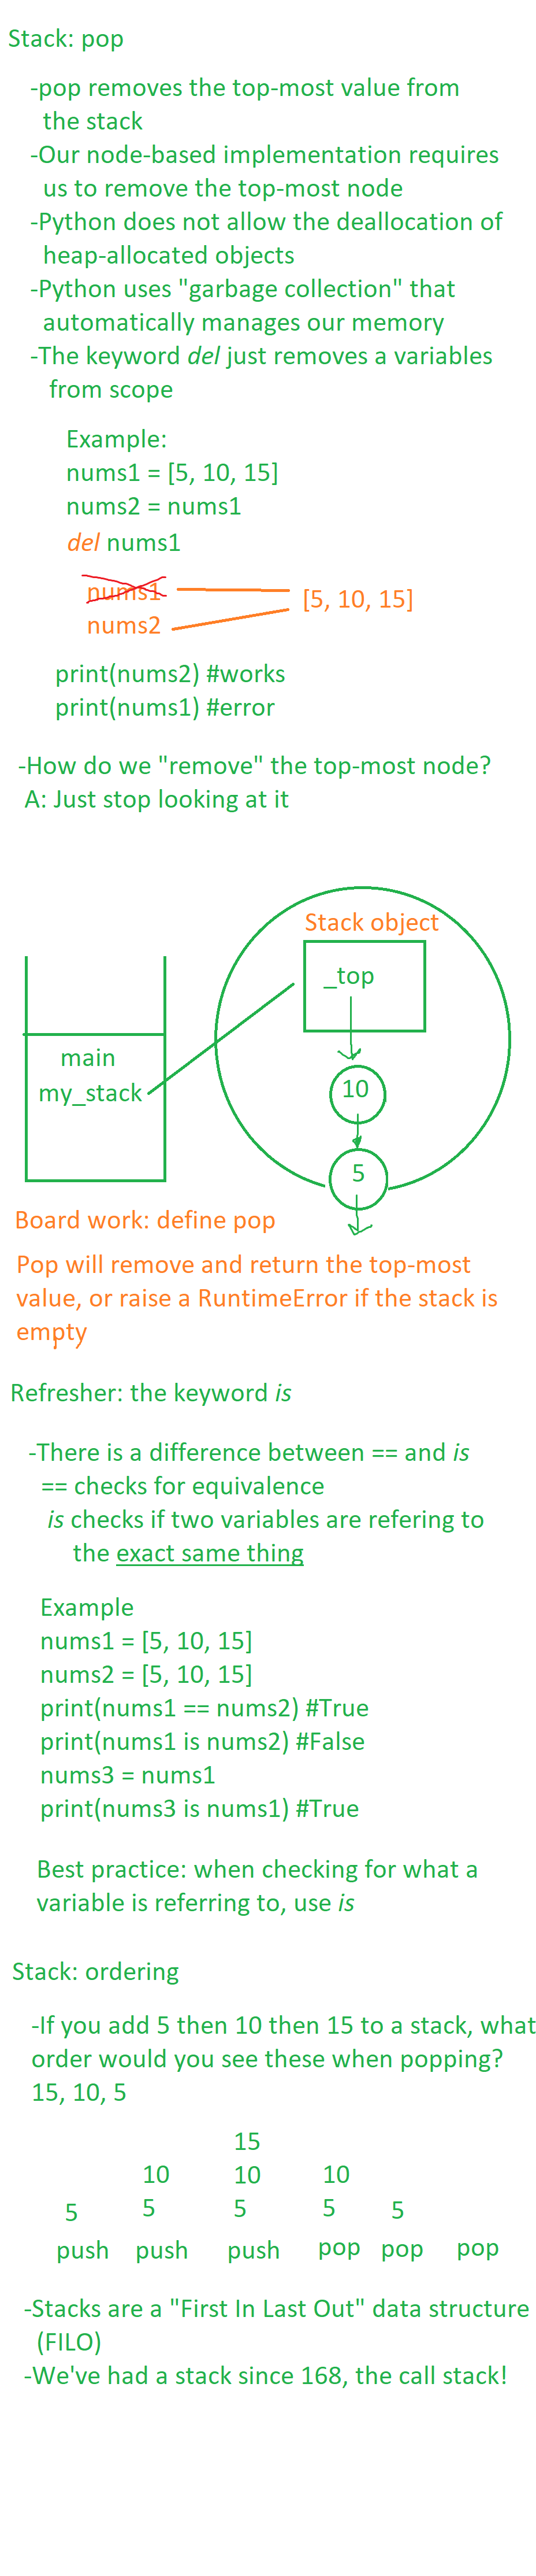 Stack: pop
-pop removes the top-most value from
the stack
-Our node-based implementation requires
us to remove the top-most node
-Python does not allow the deallocation of
heap-allocated objects
-Python uses "garbage collection" that
automatically manages our memory
-The keyword del just removes a variables
from scope
Example:
nums1 = [5, 10, 15]
nums2 = nums1
del nums1
nums1
[5, 10, 15]
nums2
print(nums2) #works
print(nums1) #error
-How do we "remove" the top-most node?
A: Just stop looking at it
Stack object
_top
main
my_stack
10
5
Board work: define pop
Pop will remove and return the top-most
value, or raise a RuntimeError if the stack is
empty
Refresher: the keyword is
-There is a difference between == and is
== checks for equivalence
is checks if two variables are refering to
the exact same thing
Example
nums1 = [5, 10, 15]
nums2 = [5, 10, 15]
print(nums1 == nums2) #True
print(nums1 is nums2) #False
nums3 = nums1
print(nums3 is nums1) #True
Best practice: when checking for what a
variable is referring to, use is
Stack: ordering
-If you add 5 then 10 then 15 to a stack, what
order would you see these when popping?
15, 10, 5
15
10 10 10
5 5 5 5 5
push push push pop pop pop
-Stacks are a "First In Last Out" data structure
(FILO)
-We've had a stack since 168, the call stack!